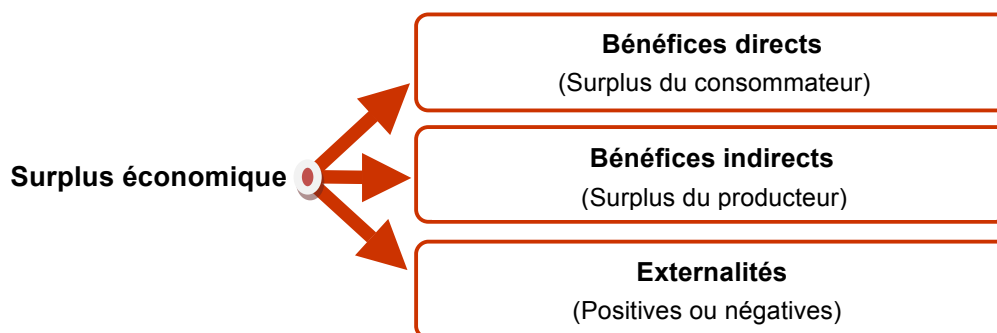 Bénéfices directs
(Surplus du consommateur)
Surplus économique
Bénéfices indirects
(Surplus du producteur)
Externalités
(Positives ou négatives)